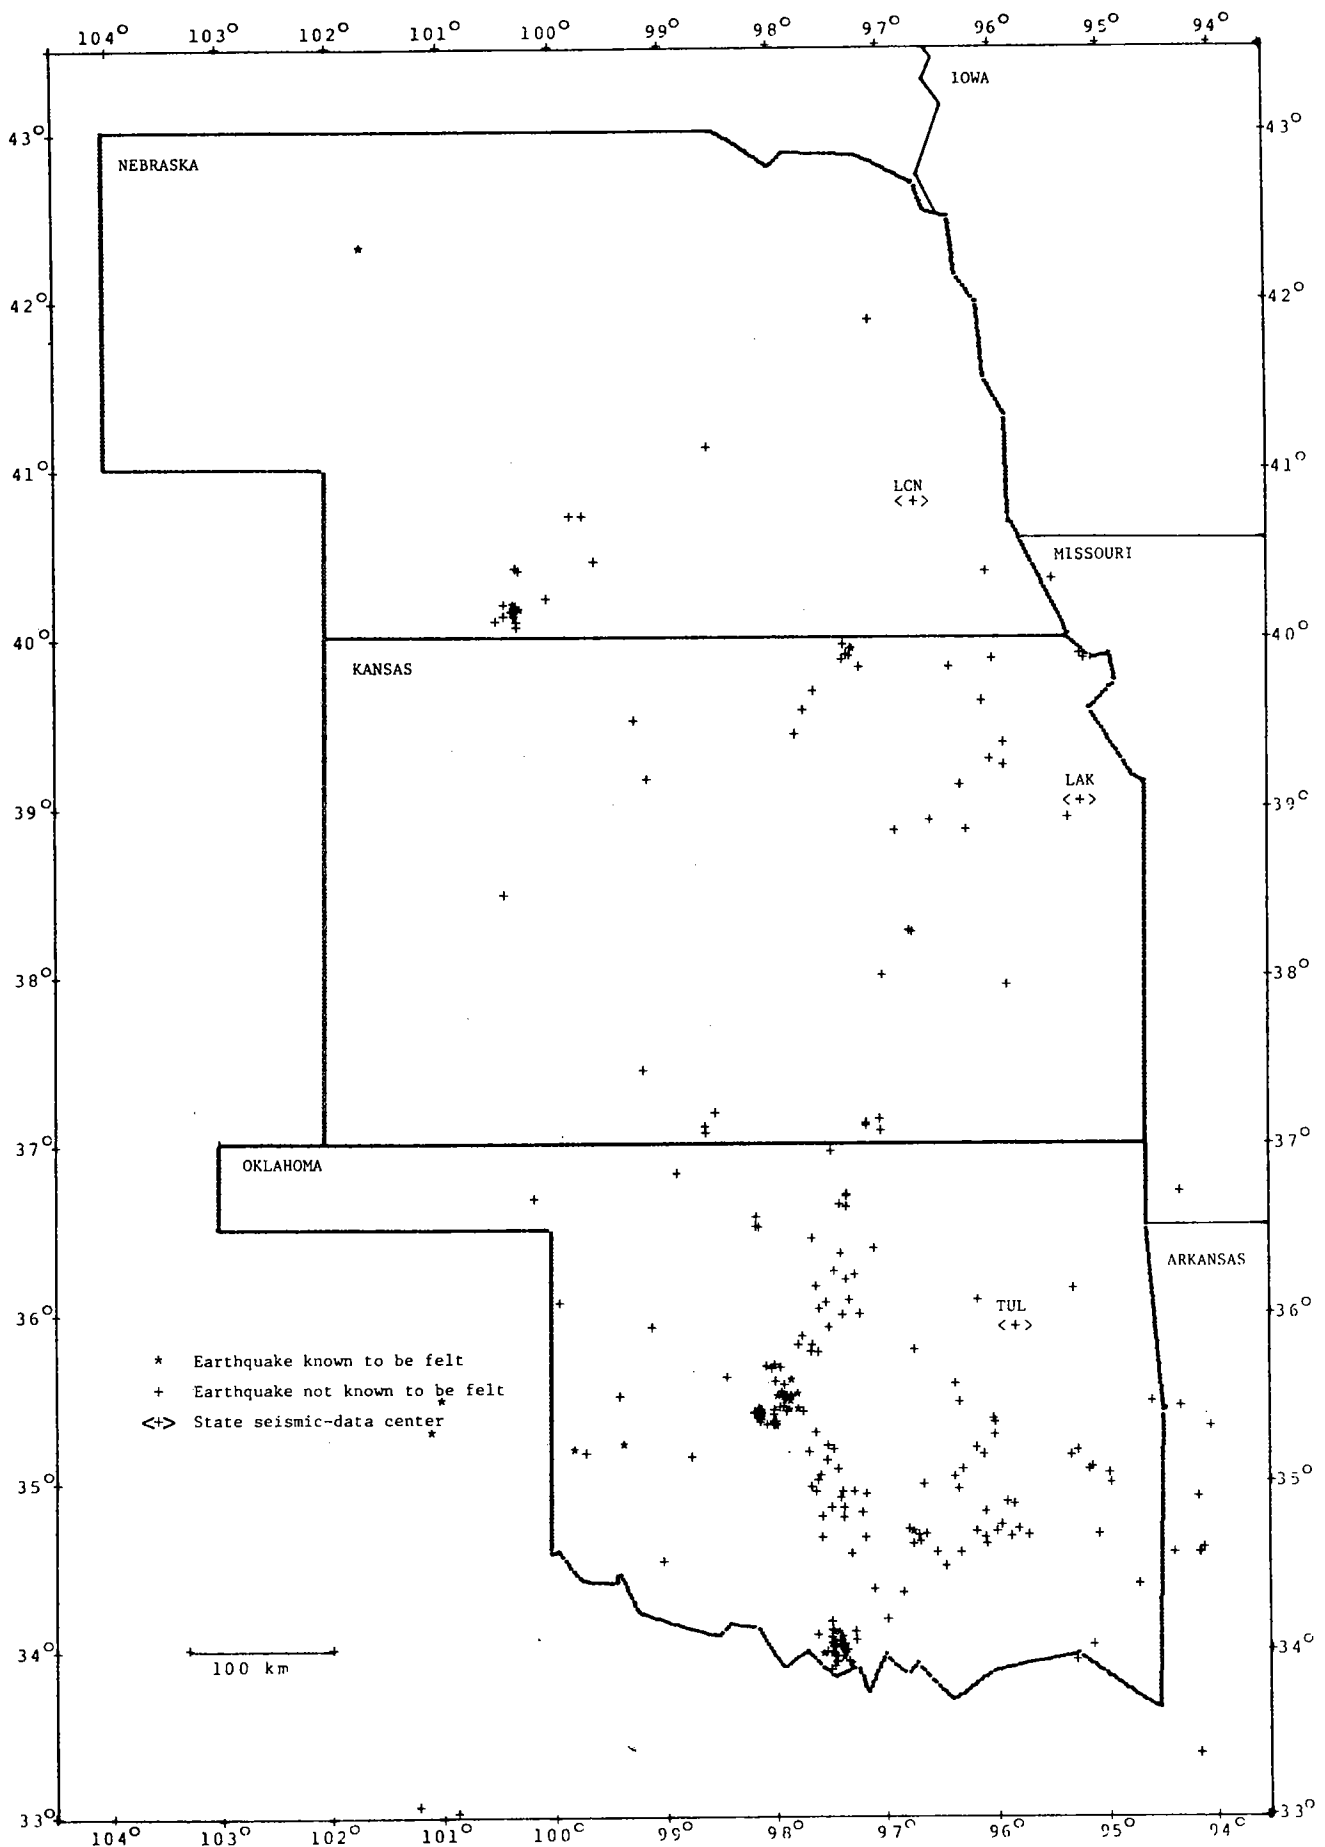 104° 103° 102° 101° 100° 99° 98° 97° 96° 95° 94°
IOWA
43° 43°
NEBRASKA
42° 42°
41° 41°
LCN
<+>
MISSOURI
40° 40°
KANSAS
LAK
<+>
39° 39°
38° 38°
37° 37°
OKLAHOMA
ARKANSAS
TUL
<+>
36° 36°
* Earthquake known to be felt
+ Earthquake not known to be felt
<+> State seismic-data center
35° 35°
34° 34°
100 km
33° 33°
104° 103° 102° 101° 100° 99° 98° 97° 96° 95° 94°